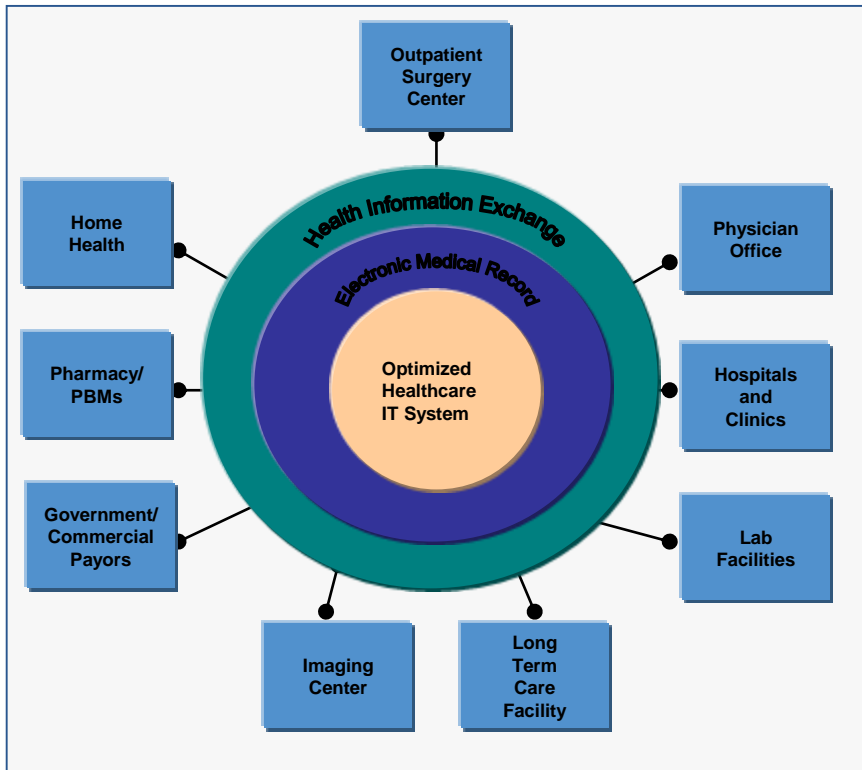 Outpatient
Surgery
Center
Health Information Exchange
Home
Health
Physician
Office
Electronic Medical Record
Pharmacy/
PBMs
Optimized
Healthcare
IT System
Hospitals
and
Clinics
Government/
Commercial
Payors
Lab
Facilities
Imaging
Center
Long
Term
Care
Facility